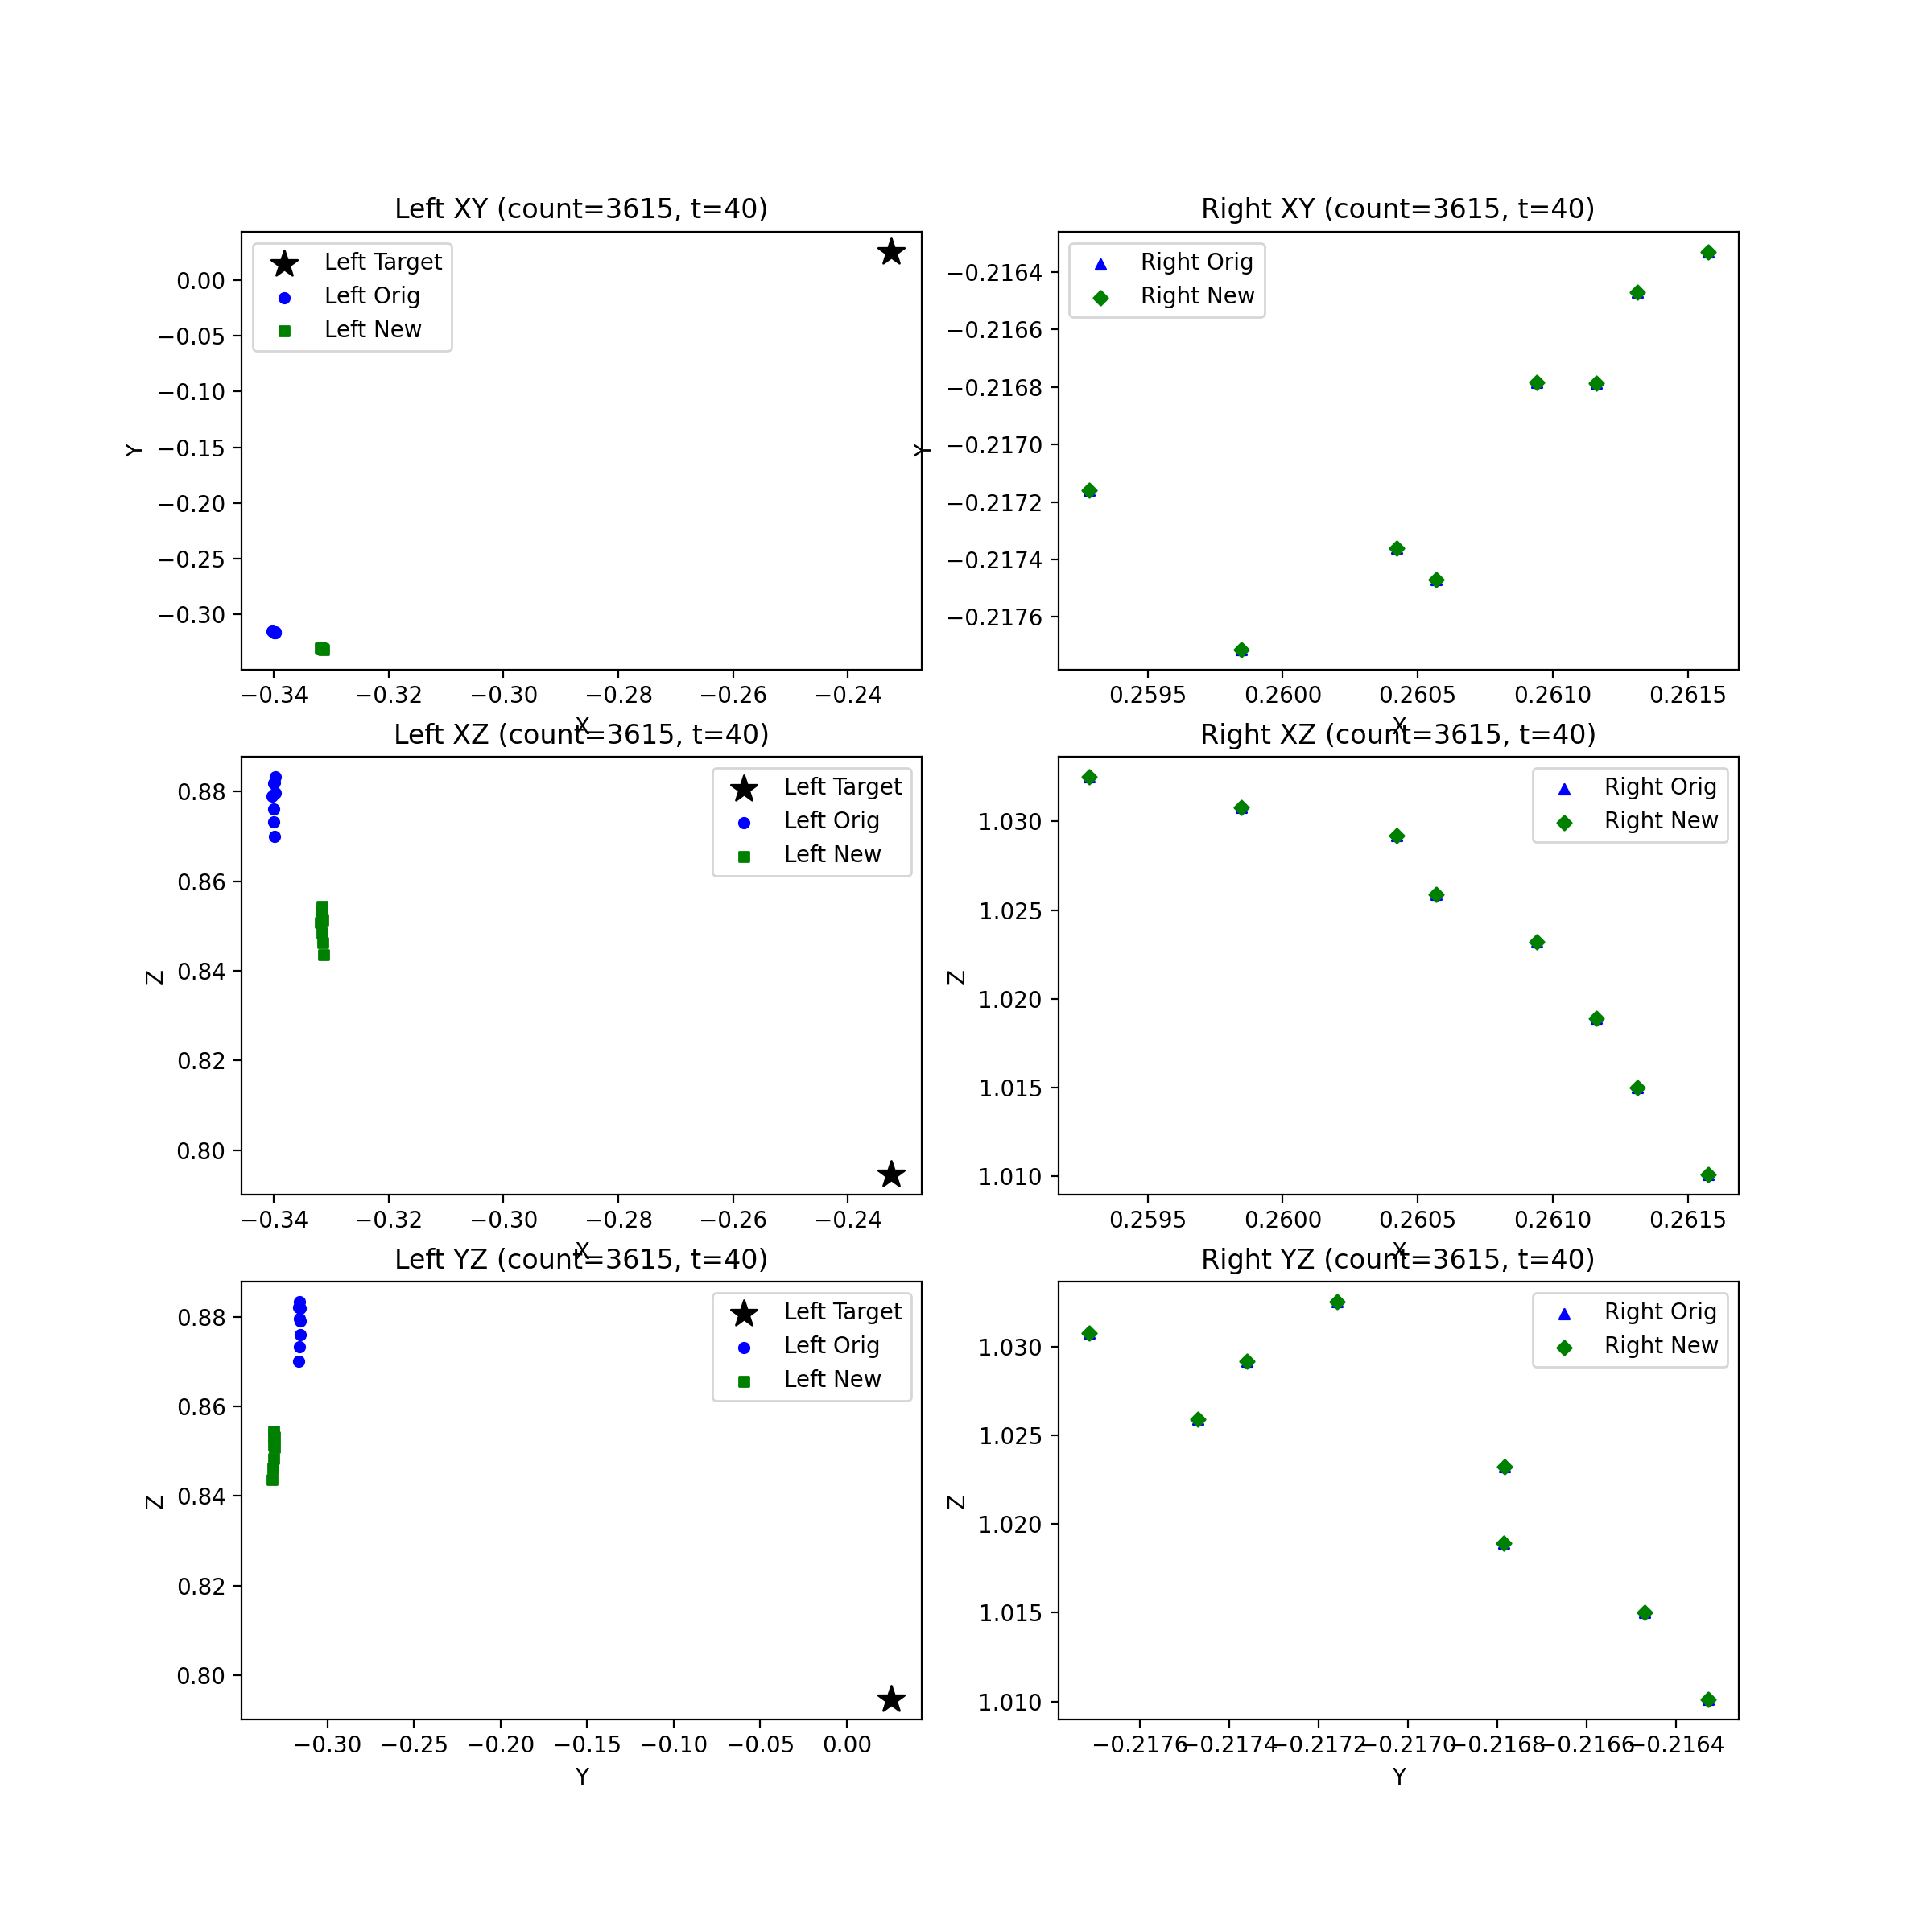 Left XY (count=3615, t=40)
Left Target
Left Orig
Left New
0.00
−0.05
−0.10
−0.15
−0.20
−0.25
−0.30
Y
−0.34
−0.32
−0.30
−0.28
−0.26
−0.24
X
Right XY (count=3615, t=40)
Right Orig
Right New
−0.2164
−0.2166
−0.2168
−0.2170
−0.2172
−0.2174
−0.2176
Y
0.2595
0.2600
0.2605
0.2610
0.2615
X
Left XZ (count=3615, t=40)
Left Target
Left Orig
Left New
0.88
0.86
0.84
0.82
0.80
Z
−0.34
−0.32
−0.30
−0.28
−0.26
−0.24
X
Right XZ (count=3615, t=40)
Right Orig
Right New
1.030
1.025
1.020
1.015
1.010
Z
0.2595
0.2600
0.2605
0.2610
0.2615
X
Left YZ (count=3615, t=40)
Left Target
Left Orig
Left New
0.88
0.86
0.84
0.82
0.80
Z
−0.30
−0.25
−0.20
−0.15
−0.10
−0.05
0.00
Y
Right YZ (count=3615, t=40)
Right Orig
Right New
1.030
1.025
1.020
1.015
1.010
Z
−0.2176
−0.2174
−0.2172
−0.2170
−0.2168
−0.2166
−0.2164
Y